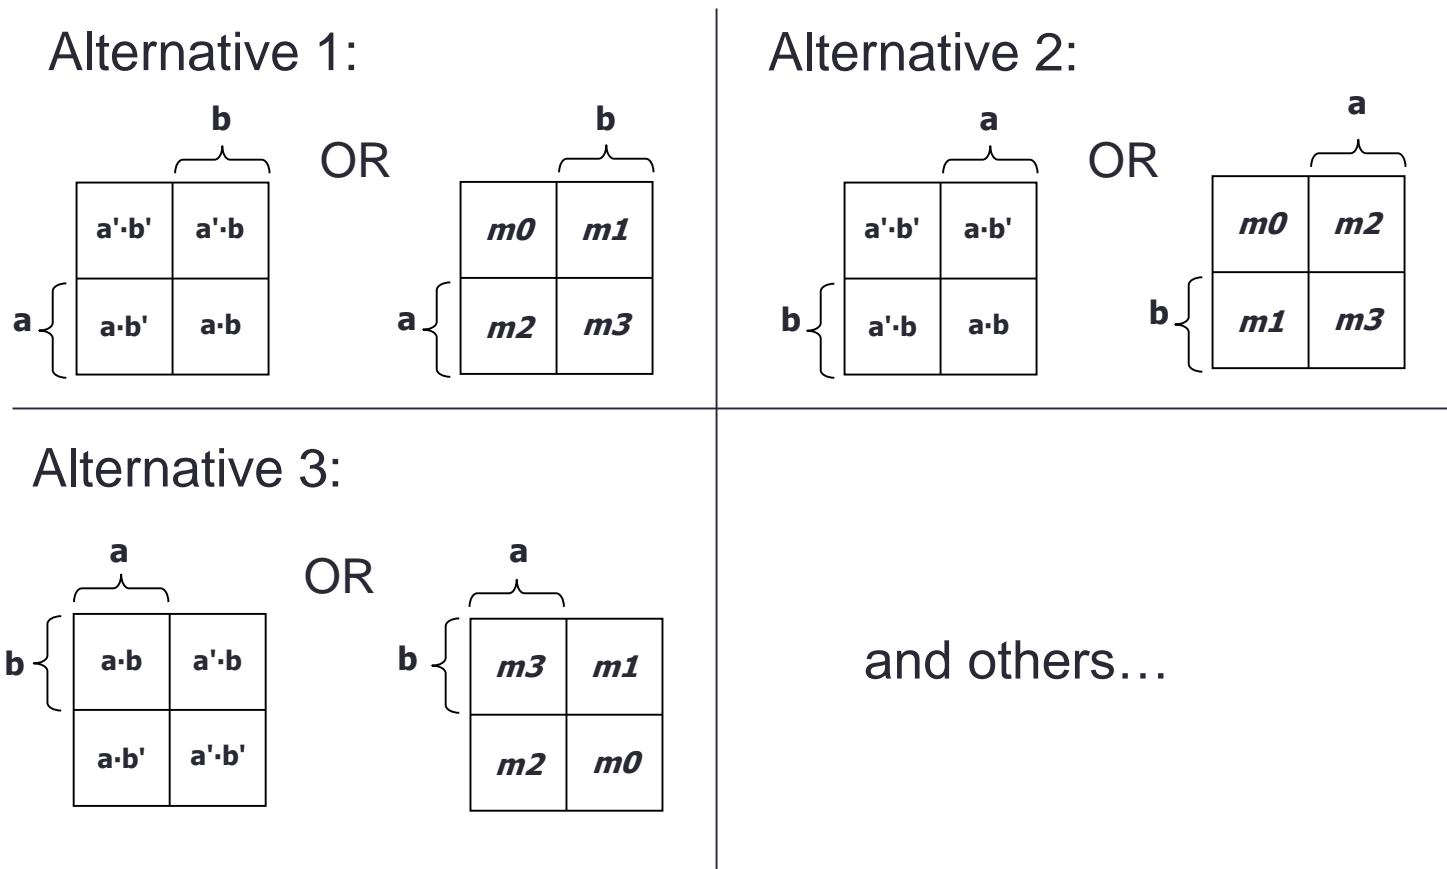 Alternative 1:
b
OR
b
a'·b' a'·b
m0 m1
a
a·b' a·b
a
m2 m3
Alternative 2:
a
OR
a
a'·b' a·b'
m0 m2
b
a'·b a·b
b
m1 m3
Alternative 3:
a
OR
a
b
a·b a'·b
b
m3 m1
a·b' a'·b'
m2 m0
and others…